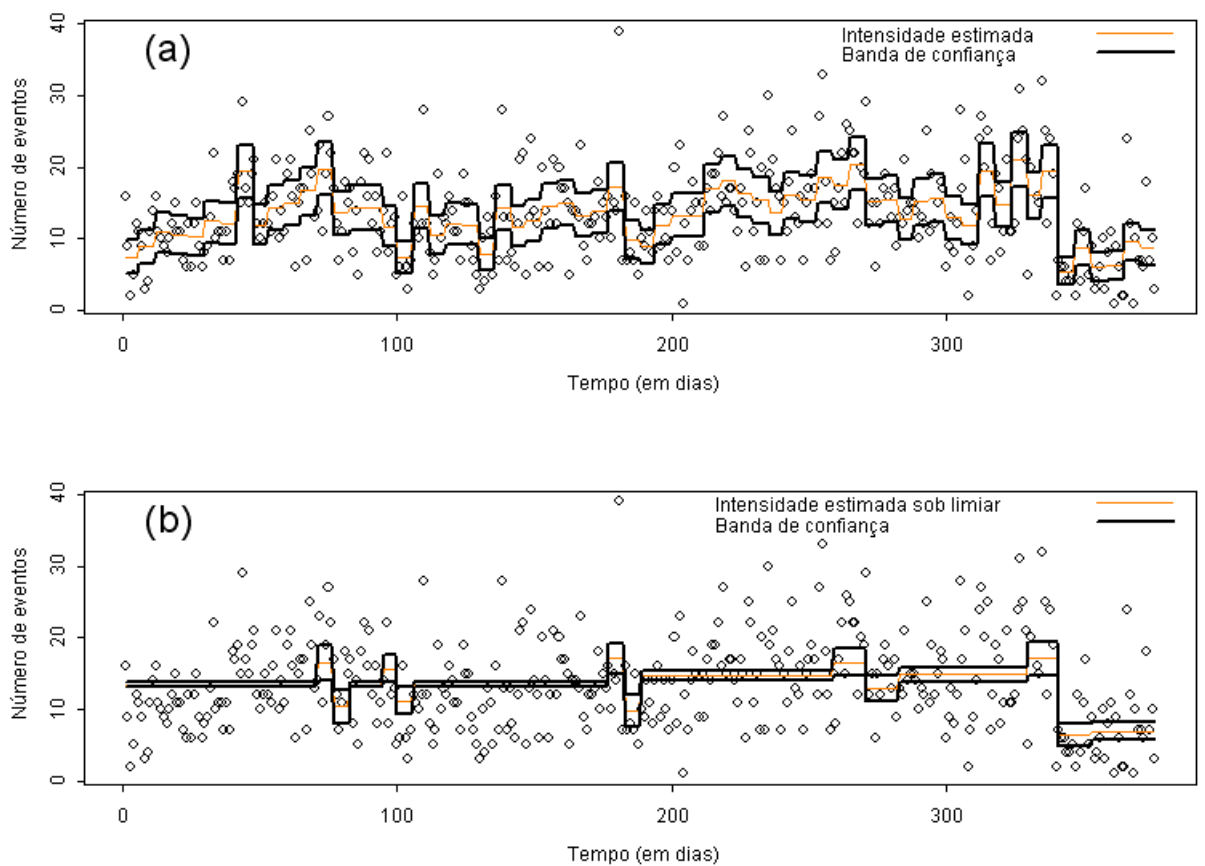 (a)
Intensidade estimada
Banda de confiança
Número de eventos
40
30
20
10
0
0 100 200 300
Tempo (em dias)
(b)
Intensidade estimada sob limiar
Banda de confiança
Número de eventos
40
30
20
10
0
0 100 200 300
Tempo (em dias)